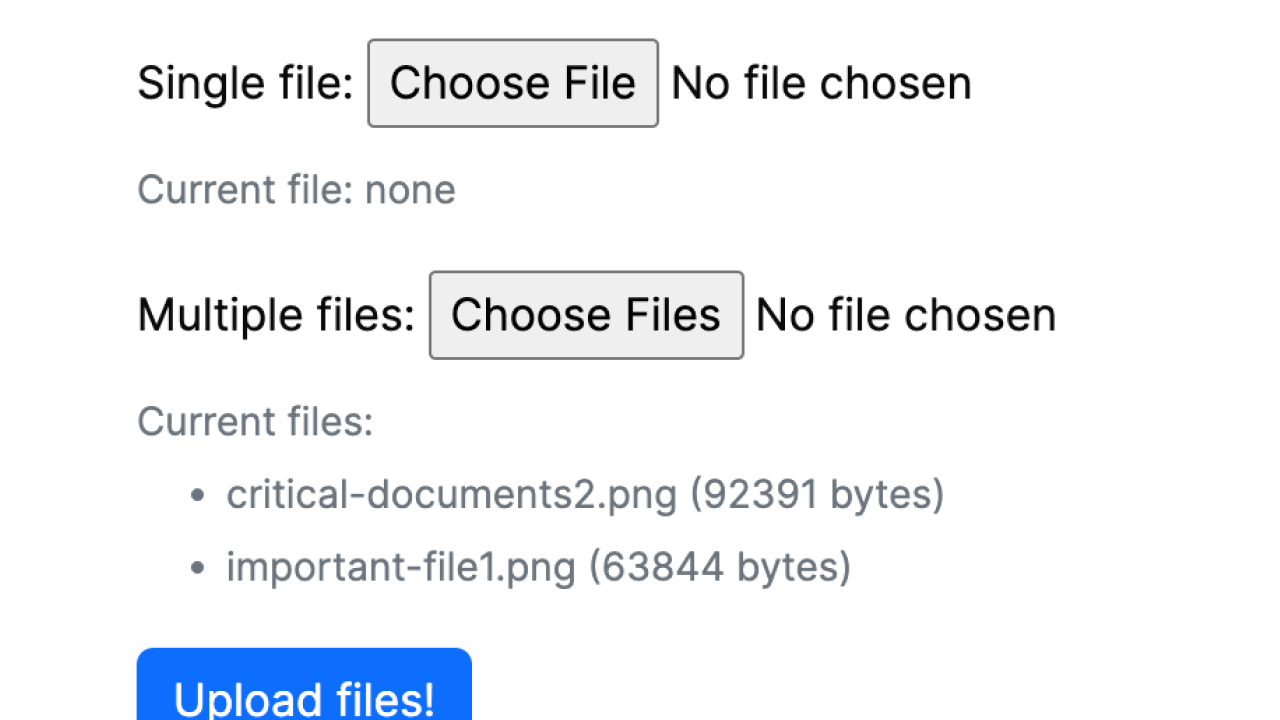 Single file: Choose File No file chosen
Current file: none
Multiple files: Choose Files No file chosen
Current files:
• critical-documents2.png (92391 bytes)
• important-file1.png (63844 bytes)
Upload files!